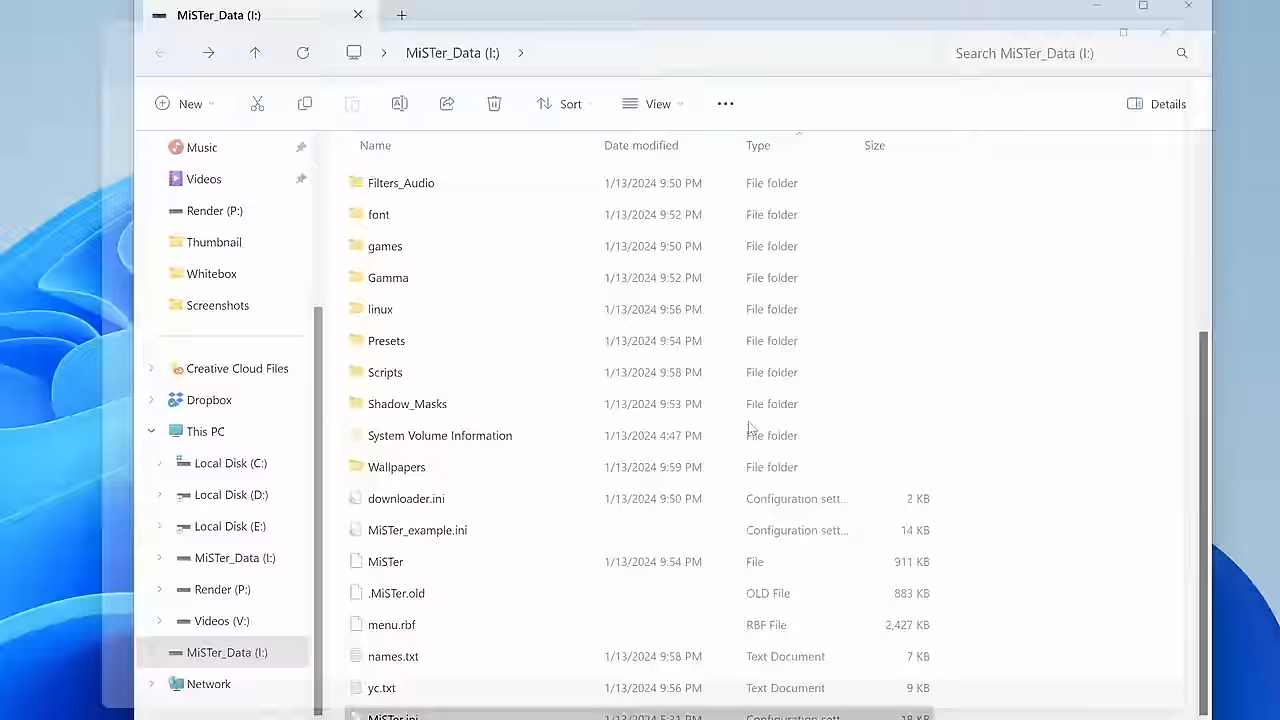 MiSTer_Data (I:)
MiSTer_Data (I:)
Search MiSTer_Data (I:)
New
Sort
View
Details
Music
Videos
Render (P:)
Thumbnail
Whitebox
Screenshots
Creative Cloud Files
Dropbox
This PC
Local Disk (C:)
Local Disk (D:)
Local Disk (E:)
MiSTer_Data (I:)
Render (P:)
Videos (V:)
MiSTer_Data (I:)
Network
Name Date modified Type Size
Filters_Audio 1/13/2024 9:50 PM File folder
font 1/13/2024 9:52 PM File folder
games 1/13/2024 9:50 PM File folder
Gamma 1/13/2024 9:52 PM File folder
linux 1/13/2024 9:56 PM File folder
Presets 1/13/2024 9:54 PM File folder
Scripts 1/13/2024 9:58 PM File folder
Shadow_Masks 1/13/2024 9:53 PM File folder
System Volume Information 1/13/2024 4:47 PM File folder
Wallpapers 1/13/2024 9:59 PM File folder
downloader.ini 1/13/2024 9:50 PM Configuration sett... 2 KB
MiSTer_example.ini Configuration sett... 14 KB
MiSTer 1/13/2024 9:54 PM File 911 KB
.MiSTer.old OLD File 883 KB
menu.rbf RBF File 2,427 KB
names.txt 1/13/2024 9:58 PM Text Document 7 KB
yc.txt 1/13/2024 9:56 PM Text Document 9 KB
MiSTer.ini 1/13/2024 5:31 PM Configuration sett... 18 KB